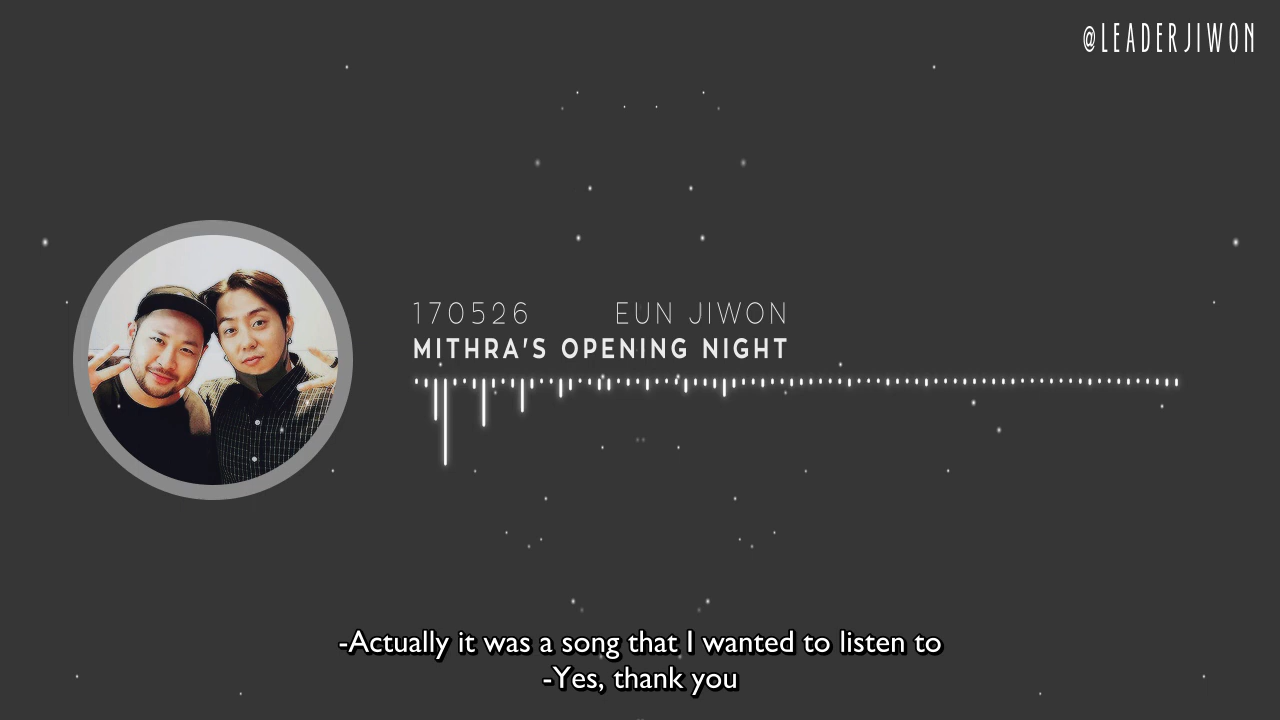 @LEADERJIWON
170526 EUN JIWON
MITHRA'S OPENING NIGHT
-Actually it was a song that I wanted to listen to
-Yes, thank you